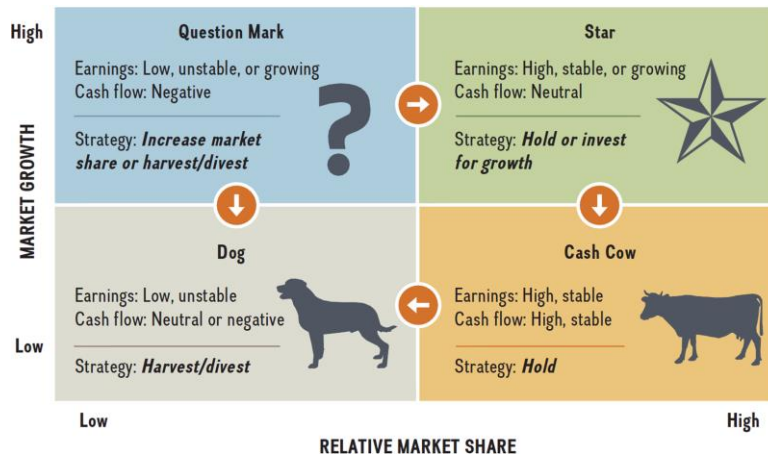 High
Question Mark
Earnings: Low, unstable, or growing
Cash flow: Negative
Strategy: Increase market
share or harvest/divest
?
Star
Earnings: High, stable, or growing
Cash flow: Neutral
Strategy: Hold or invest
for growth
MARKET GROWTH
Dog
Earnings: Low, unstable
Cash flow: Neutral or negative
Strategy: Harvest/divest
Cash Cow
Earnings: High, stable
Cash flow: High, stable
Strategy: Hold
Low
Low
High
RELATIVE MARKET SHARE